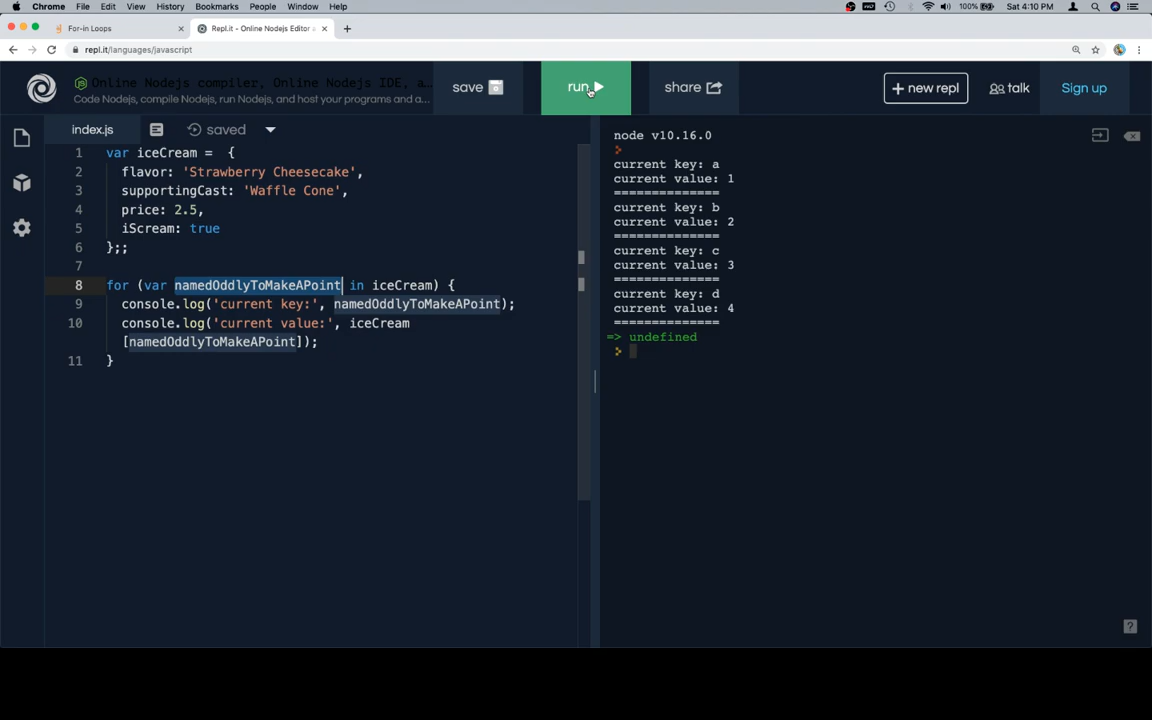 Chrome File Edit View History Bookmarks People Window Help 100% Sat 4:10 PM
For-in Loops × Repl.it - Online Nodejs Editor a × +
repl.it/languages/javascript
Online Nodejs compiler, Online Nodejs IDE, a...
Code Nodejs, compile Nodejs, run Nodejs, and host your programs and a...
save run share + new repl talk Sign up
index.js saved
1 var iceCream = {
2 flavor: 'Strawberry Cheesecake',
3 supportingCast: 'Waffle Cone',
4 price: 2.5,
5 iScream: true
6 };;
7
8 for (var namedOddlyToMakeAPoint in iceCream) {
9 console.log('current key:', namedOddlyToMakeAPoint);
10 console.log('current value:', iceCream
[namedOddlyToMakeAPoint]);
11 }
node v10.16.0
>
current key: a
current value: 1
==============
current key: b
current value: 2
==============
current key: c
current value: 3
==============
current key: d
current value: 4
==============
=> undefined
>
?